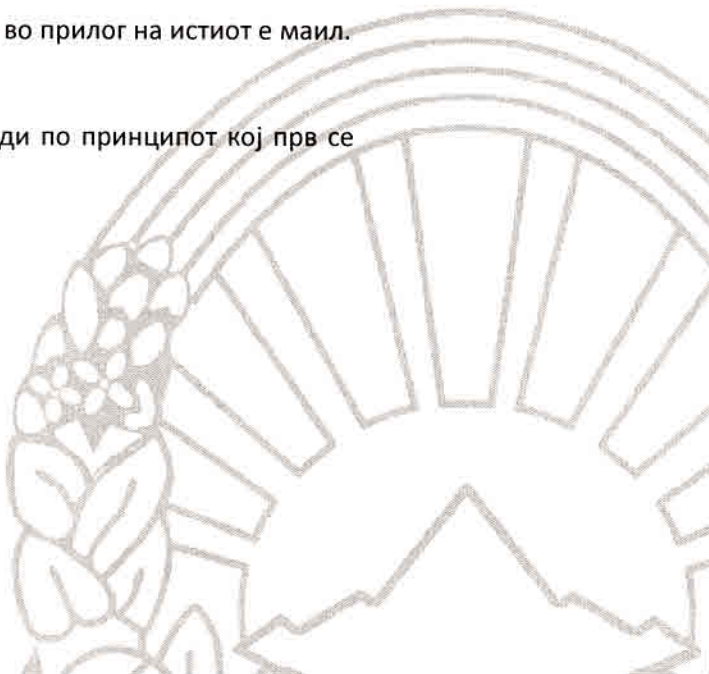 во прилог на истиот е маил.
ди по принципот кој прв се